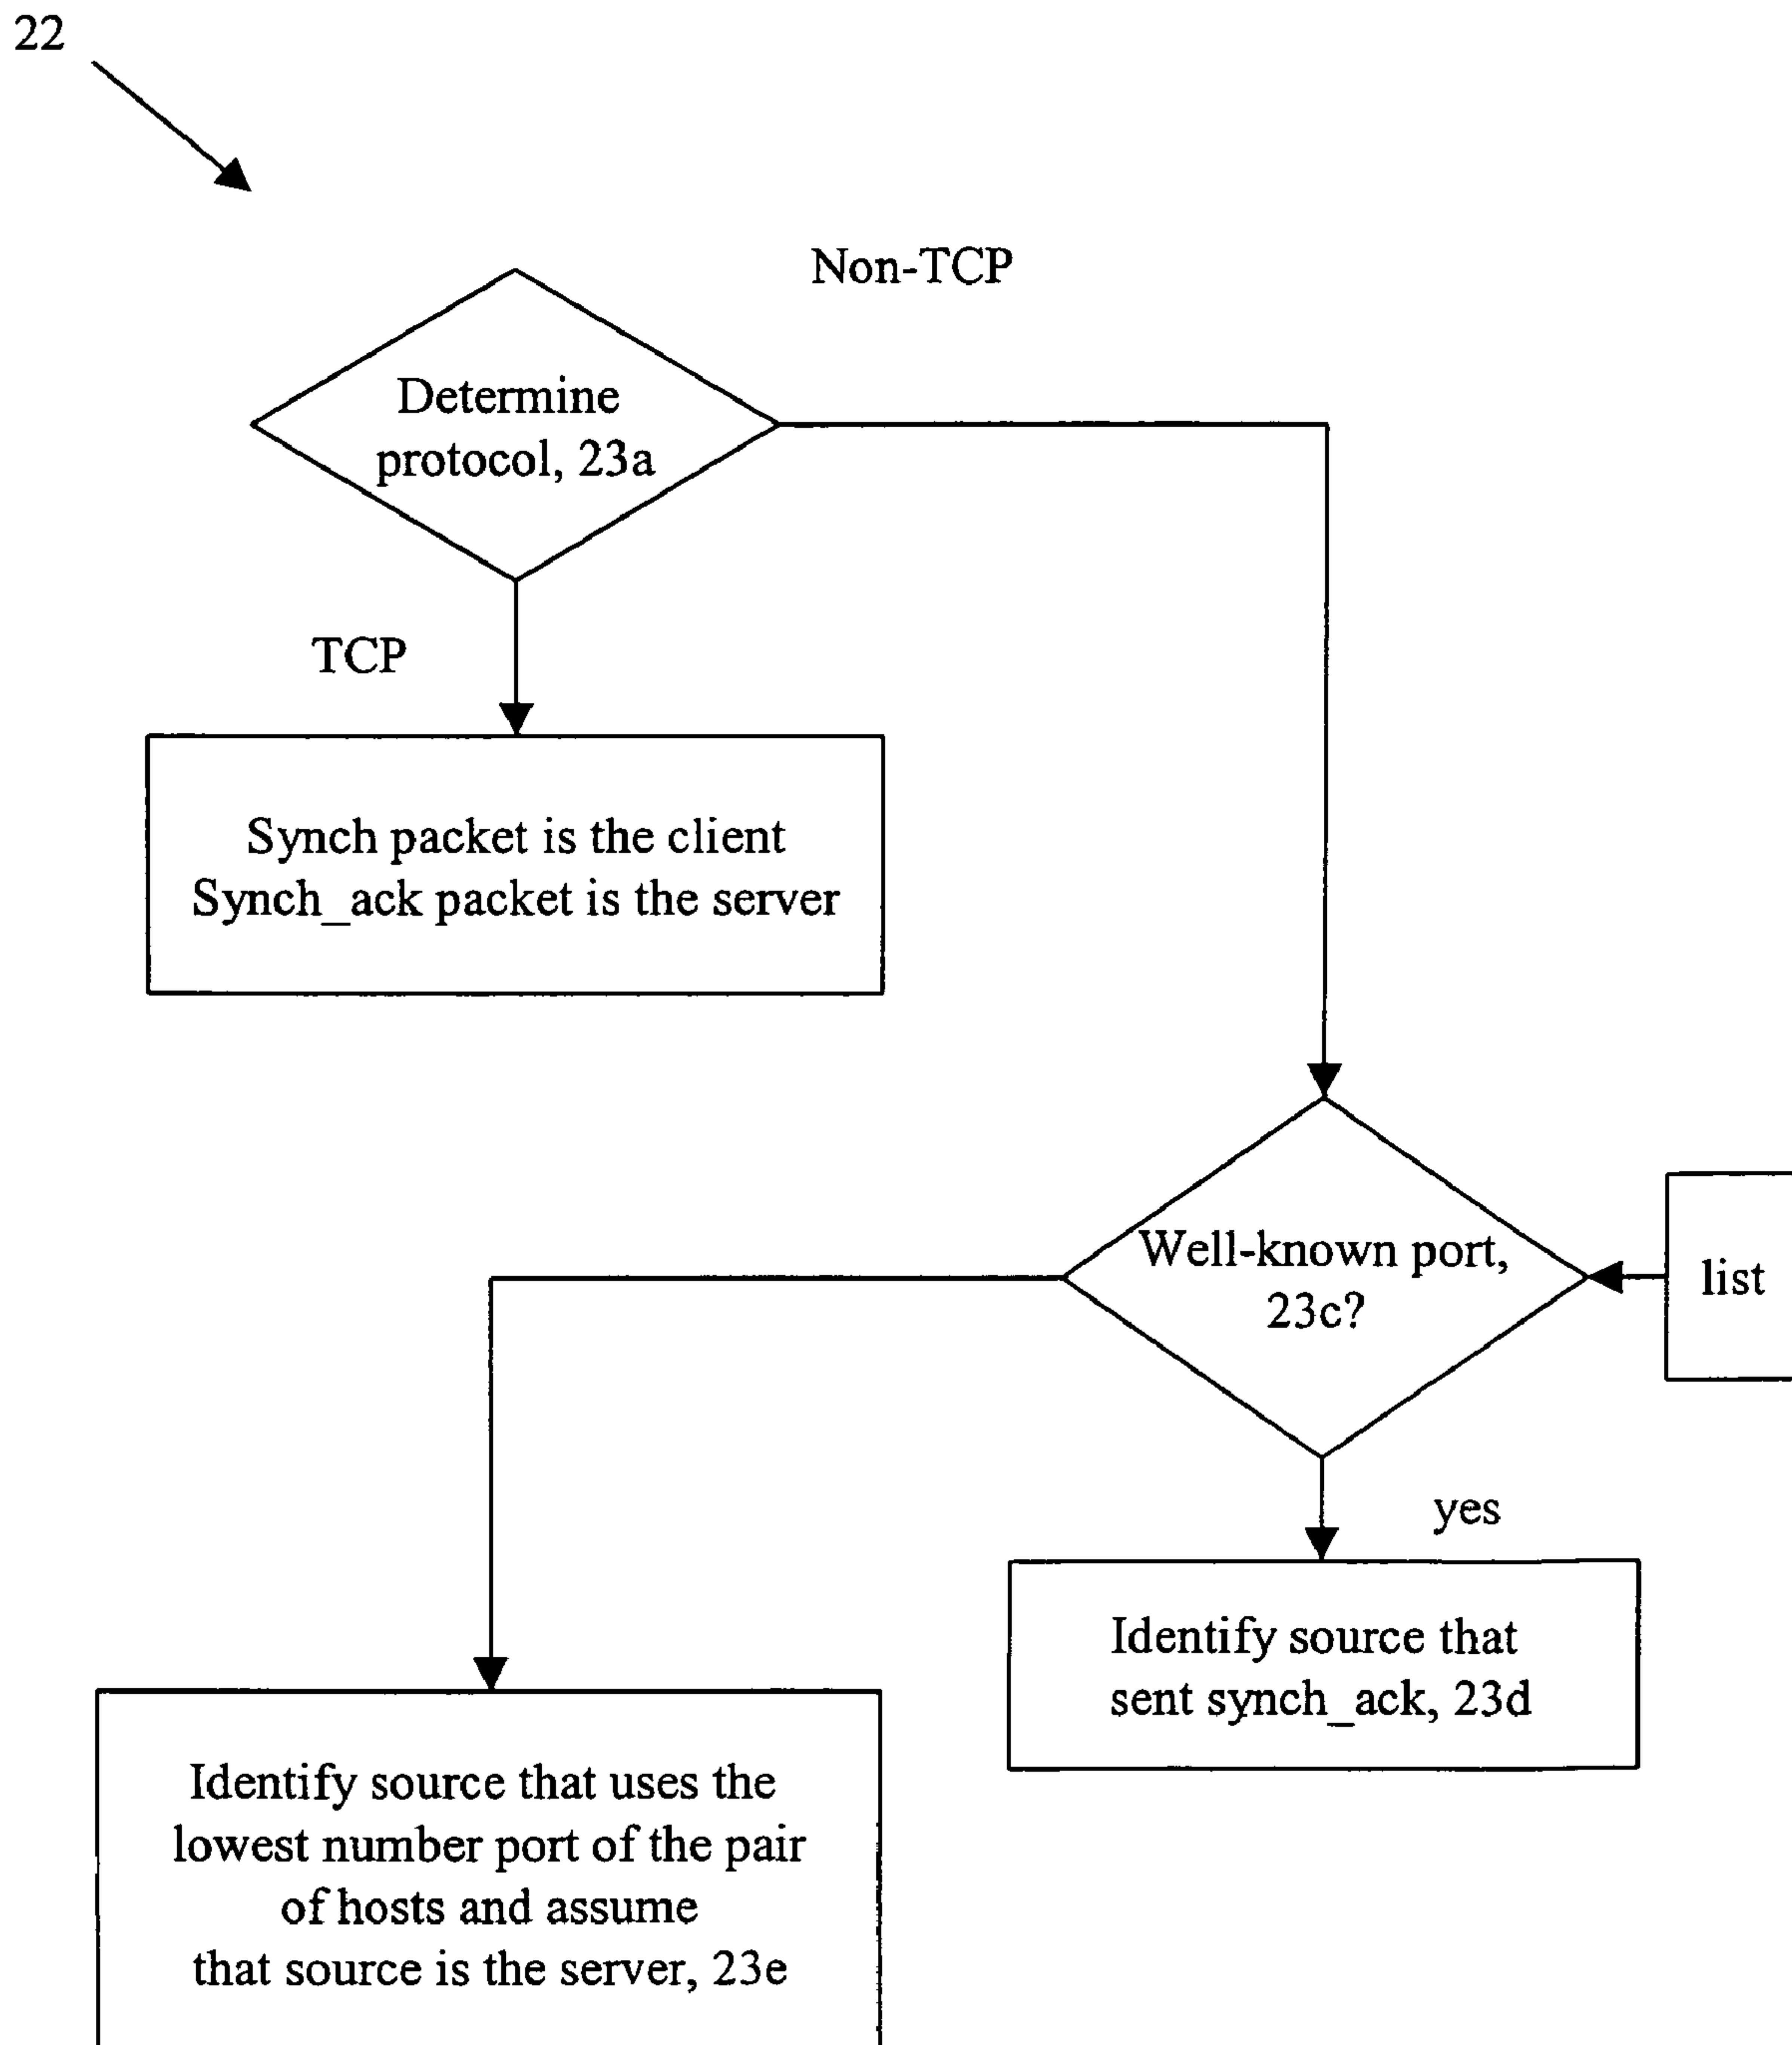 22
Non-TCP
Determine
protocol, 23a
TCP
Synch packet is the client
Synch_ack packet is the server
Well-known port,
23c?
list
yes
Identify source that
sent synch_ack, 23d
Identify source that uses the
lowest number port of the pair
of hosts and assume
that source is the server, 23e